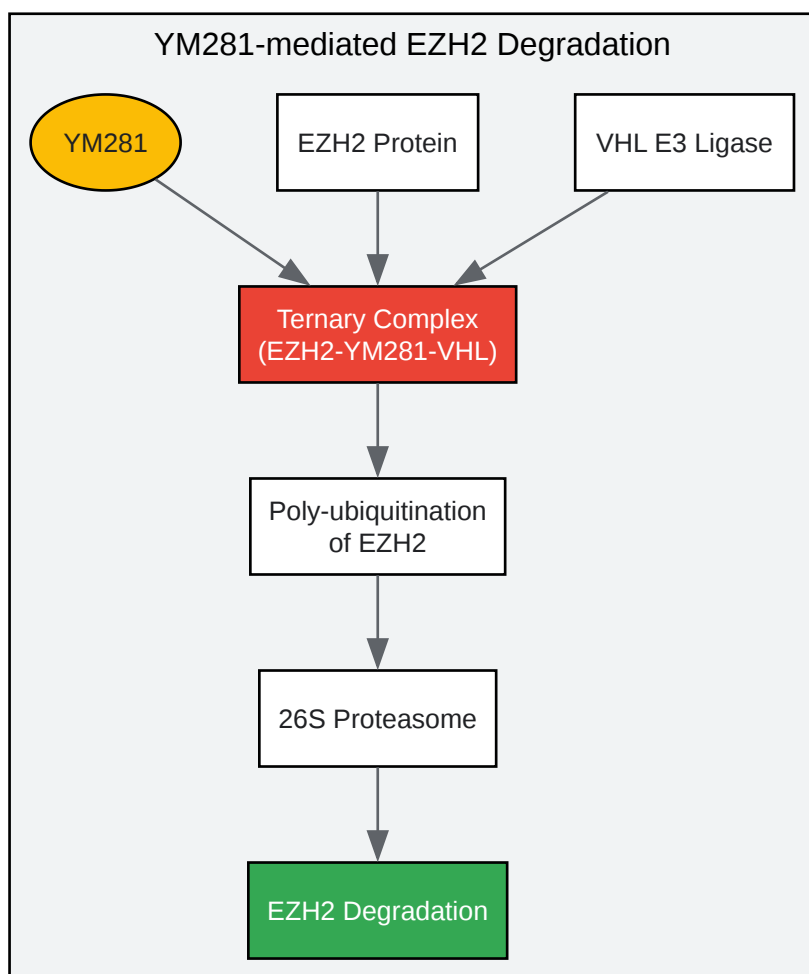 YM281-mediated EZH2 Degradation
YM281
EZH2 Protein
VHL E3 Ligase
Ternary Complex
(EZH2-YM281-VHL)
Poly-ubiquitination
of EZH2
26S Proteasome
EZH2 Degradation